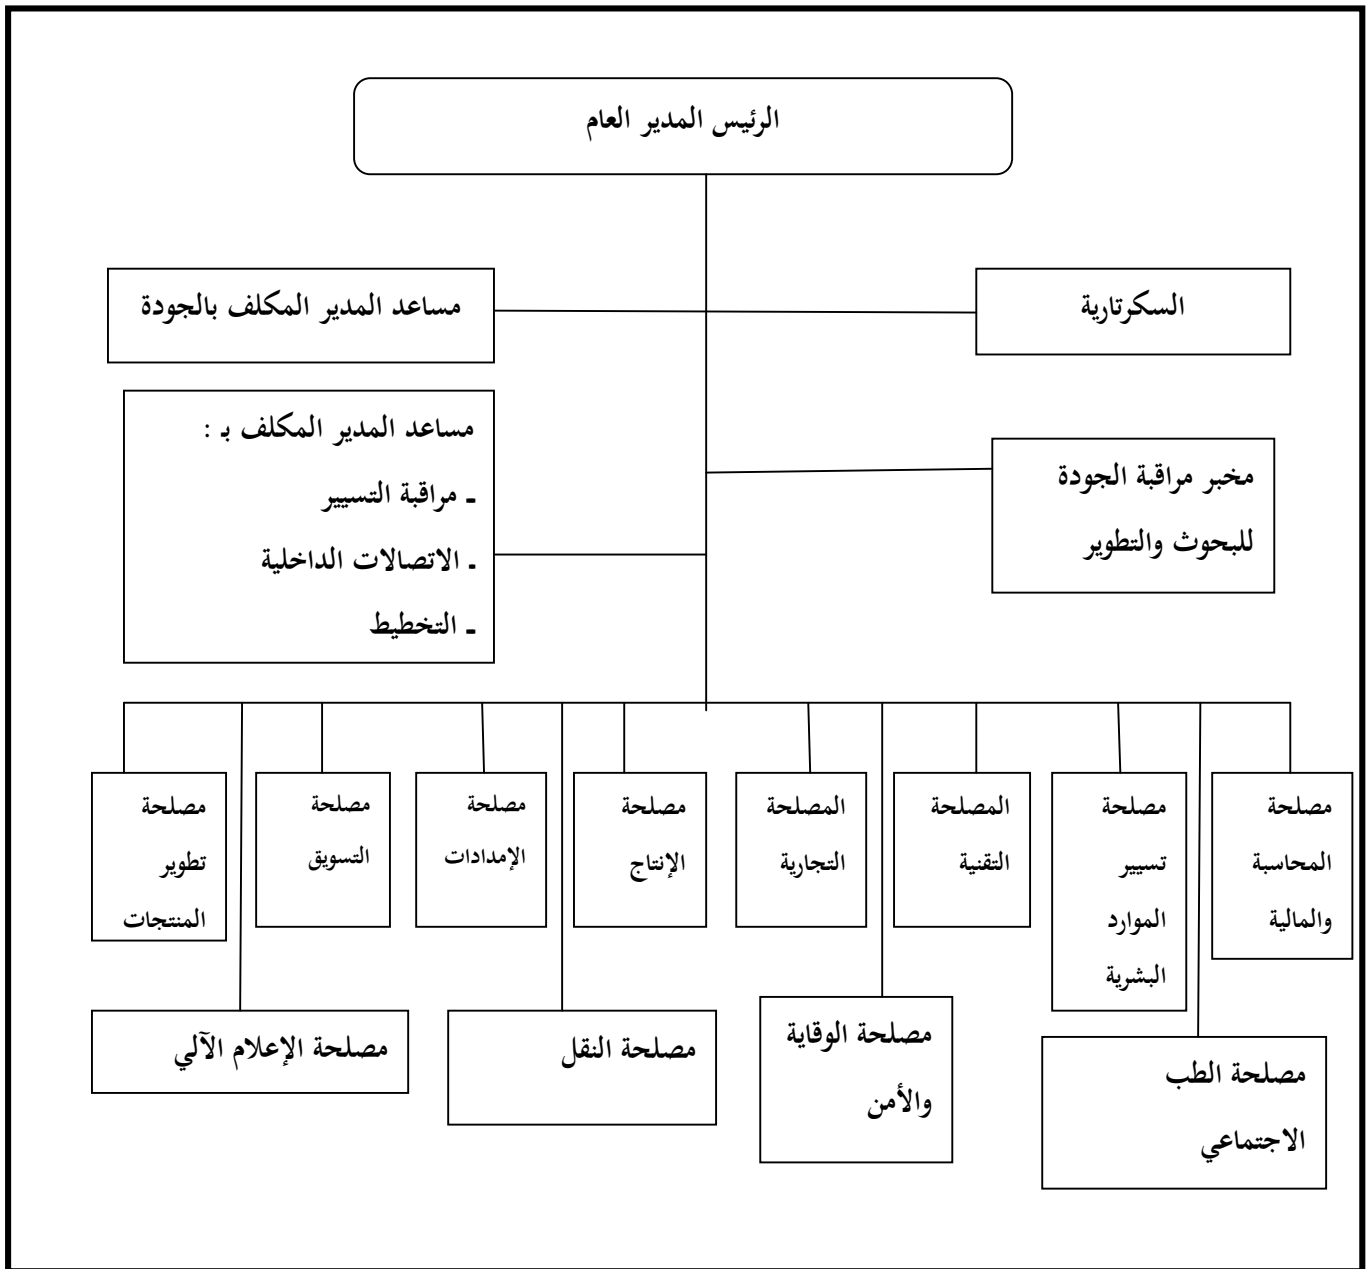 الرئيس المدير العام
السكرتارية
مساعد المدير المكلف بالجودة
مخبر مراقبة الجودة
للبحوث والتطوير
مساعد المدير المكلف بـ :
ـ مراقبة التسيير
ـ الاتصالات الداخلية
ـ التخطيط
مصلحة
المحاسبة
والمالية
مصلحة
تسيير
الموارد
البشرية
المصلحة
التقنية
المصلحة
التجارية
مصلحة
الإنتاج
مصلحة
الإمدادات
مصلحة
التسويق
مصلحة
تطوير
المنتجات
مصلحة الطب
الاجتماعي
مصلحة الوقاية
والأمن
مصلحة النقل
مصلحة الإعلام الآلي